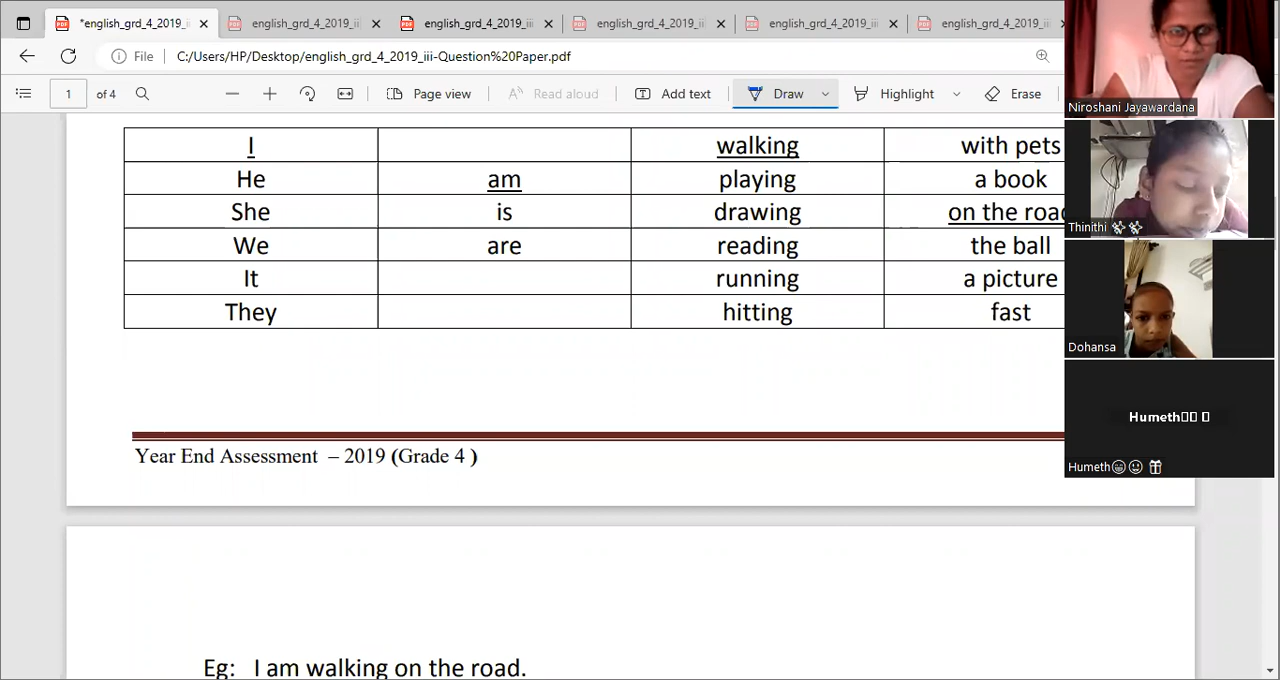 *english_grd_4_2019_i
english_grd_4_2019_ii
english_grd_4_2019_iii
english_grd_4_2019_ii
english_grd_4_2019_iii
english_grd_4_2019_iii
File C:/Users/HP/Desktop/english_grd_4_2019_iii-Question%20Paper.pdf
1 of 4 Page view Read aloud Add text Draw Highlight Erase
I walking with pets
He am playing a book
She is drawing on the roa
We are reading the ball
It running a picture
They hitting fast
Year End Assessment – 2019 (Grade 4 )
Eg: I am walking on the road.
Niroshani Jayawardana
Thinithi
Dohansa
Humeth
Humeth